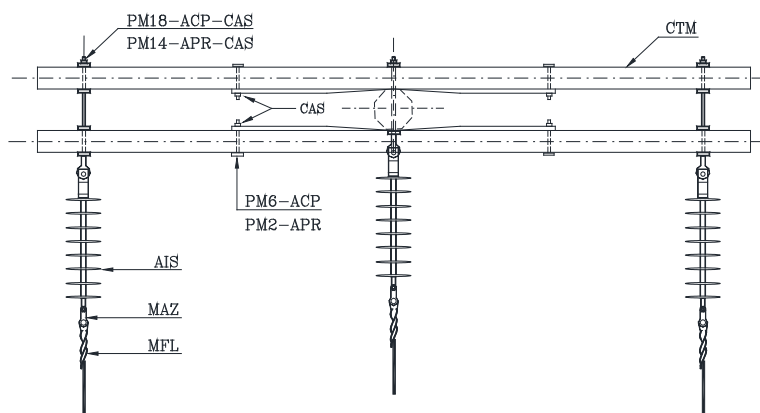 PM18-ACP-CAS
PM14-APR-CAS
CTM
CAS
PM6-ACP
PM2-APR
AIS
MAZ
MFL